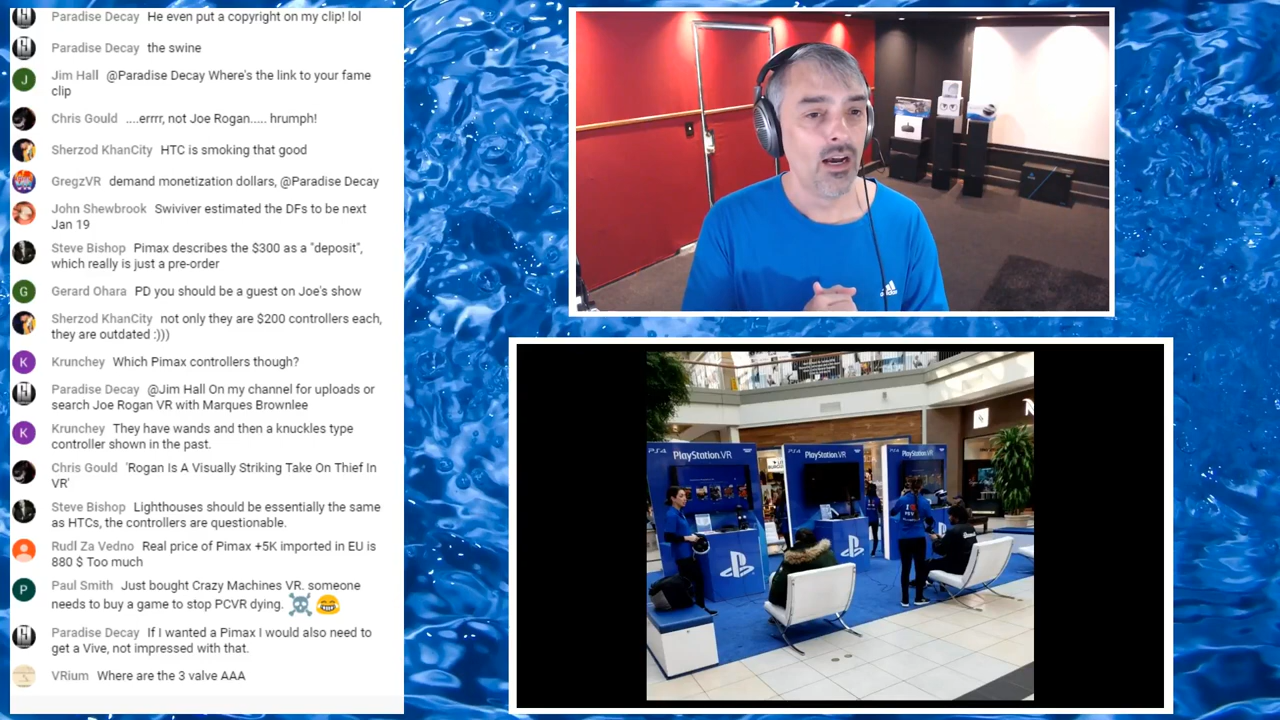 Paradise Decay He even put a copyright on my clip! lol
Paradise Decay the swine
Jim Hall @Paradise Decay Where's the link to your fame
clip
Chris Gould ....errrr, not Joe Rogan..... hrumph!
Sherzod KhanCity HTC is smoking that good
GregzVR demand monetization dollars, @Paradise Decay
John Shewbrook Swiviver estimated the DFs to be next
Jan 19
Steve Bishop Pimax describes the $300 as a "deposit",
which really is just a pre-order
Gerard Ohara PD you should be a guest on Joe's show
Sherzod KhanCity not only they are $200 controllers each,
they are outdated :)))
Krunchey Which Pimax controllers though?
Paradise Decay @Jim Hall On my channel for uploads or
search Joe Rogan VR with Marques Brownlee
Krunchey They have wands and then a knuckles type
controller shown in the past.
Chris Gould 'Rogan Is A Visually Striking Take On Thief In
VR'
Steve Bishop Lighthouses should be essentially the same
as HTCs, the controllers are questionable.
Rudl Za Vedno Real price of Pimax +5K imported in EU is
880 $ Too much
Paul Smith Just bought Crazy Machines VR. someone
needs to buy a game to stop PCVR dying.
Paradise Decay If I wanted a Pimax I would also need to
get a Vive, not impressed with that.
VRium Where are the 3 valve AAA
J
G
K
K
P
adidas
PS4
PlayStation VR
PS4
PlayStation VR
PS4
PlayStation VR